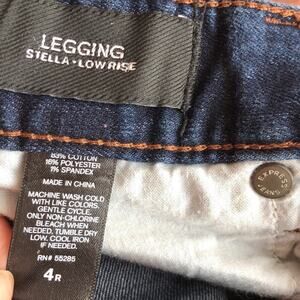 LEGGING
STELLA • LOW RISE
83% COTTON
16% POLYESTER
1% SPANDEX
MADE IN CHINA
MACHINE WASH COLD
WITH LIKE COLORS
GENTLE CYCLE.
ONLY NON-CHLORINE
BLEACH WHEN
NEEDED. TUMBLE DRY
LOW. COOL IRON
IF NEEDED.
RN# 55285
4R
EXPRESS
JEANS